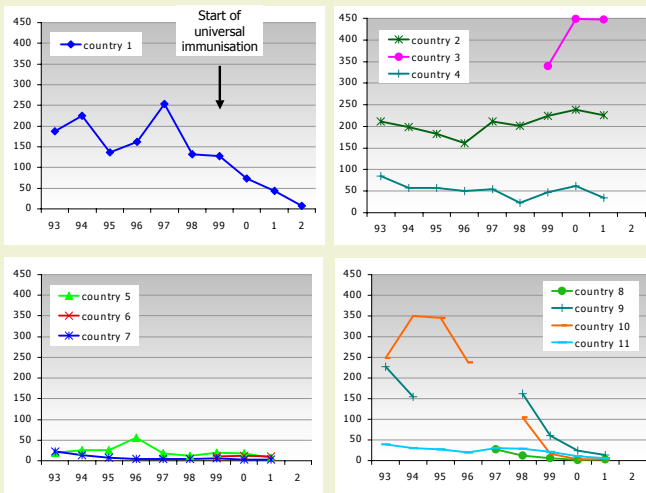 Start of
universal
immunisation
450
400
350
300
250
200
150
100
50
0
country 1
93 94 95 96 97 98 99 0 1 2
450
400
350
300
250
200
150
100
50
0
country 2
country 3
country 4
93 94 95 96 97 98 99 0 1 2
450
400
350
300
250
200
150
100
50
0
country 5
country 6
country 7
93 94 95 96 97 98 99 0 1 2
450
400
350
300
250
200
150
100
50
0
country 8
country 9
country 10
country 11
93 94 95 96 97 98 99 0 1 2